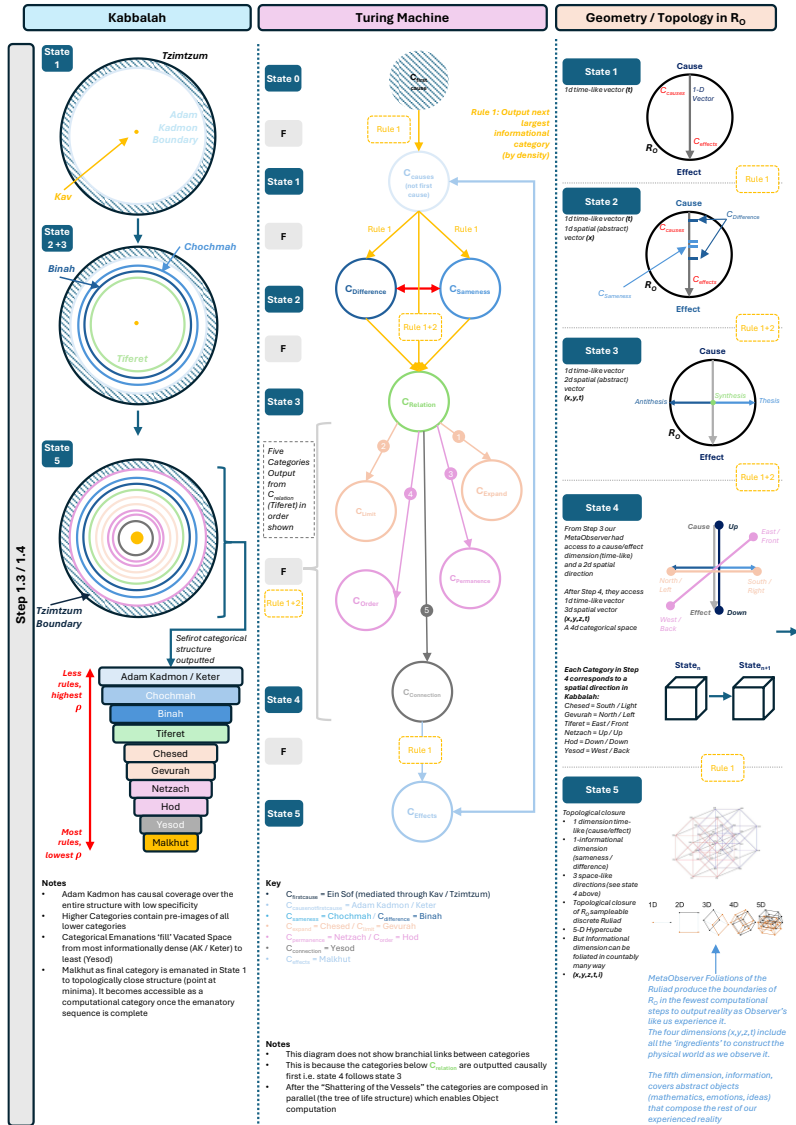 Kabbalah
Turing Machine
Geometry / Topology in RO
Step 1.3 / 1.4
State
1
Tzimtzum
Adam
Kadmon
Boundary
Kav
State
2 +3
Chochmah
Binah
Tiferet
State
5
Tzimtzum
Boundary
Sefirot categorical
structure
outputted
Less
rules,
highest
ρ
Most
rules,
lowest ρ
Adam Kadmon / Keter
Chochmah
Binah
Tiferet
Chesed
Gevurah
Netzach
Hod
Yesod
Malkhut
Notes
• Adam Kadmon has causal coverage over the
entire structure with low specificity
• Higher Categories contain pre-images of all
lower categories
• Categorical Emanations 'fill' Vacated Space
from most informationally dense (AK / Keter) to
least (Yesod)
• Malkhut as final category is emanated in State 1
to topologically close structure (point at
minima). It becomes accessible as a
computational category once the emanatory
sequence is complete
State 0
Cfirst
cause
F
Rule 1
Rule 1: Output next
largest
informational
category
(by density)
State 1
Ccauses
(not first
cause)
F
Rule 1
Rule 1
CDifference
CSameness
State 2
Rule 1+2
F
State 3
CRelation
Five
Categories
Output
from
Crelation
(Tiferet) in
order
shown
1
2
3
4
5
CLimit
CExpand
F
Rule 1+2
COrder
CPermanence
State 4
CConnection
F
Rule 1
State 5
CEffects
Key
• Cfirstcause = Ein Sof (mediated through Kav / Tzimtzum)
• = Adam Kadmon / Keter
• Csameness = Chochmah / Cdifference = Binah
• Cexpand = Chesed / Climit = Gevurah
• Cpermanence = Netzach / Corder = Hod
• Cconnection = Yesod
• Ceffects = Malkhut
Notes
• This diagram does not show branchial links between categories
• This is because the categories below Crelation are outputted causally
first i.e. state 4 follows state 3
• After the "Shattering of the Vessels" the categories are composed in
parallel (the tree of life structure) which enables Object
computation
State 1
1d time-like vector (t)
Cause
Ccauses
1-D
Vector
Ceffects
RO
Effect
Rule 1
State 2
1d time-like vector (t)
1d spatial (abstract)
vector (x)
Cause
CDifference
Ccauses
Ceffects
CSameness
RO
Effect
Rule 1+2
State 3
1d time-like vector
2d spatial (abstract)
vector
(x,y,t)
Cause
Synthesis
Antithesis
Thesis
RO
Effect
Rule 1+2
State 4
From Step 3 our
MetaObserver had
access to a cause/effect
dimension (time-like)
and a 2d spatial
direction
After Step 4, they access
1d time-like vector
3d spatial vector
(x,y,z,t)
A 4d categorical space
Cause
Up
East /
Front
North /
Left
South /
Right
West /
Back
Effect
Down
Each Category in Step
4 corresponds to a
spatial direction in
Kabbalah:
Chesed = South / Light
Gevurah = North / Left
Tiferet = East / Front
Netzach = Up / Up
Hod = Down / Down
Yesod = West / Back
Staten
Staten+1
Rule 1
State 5
Topological closure
• 1 dimension time-
like (cause/effect)
• 1-informational
dimension
(sameness /
difference)
• 3 space-like
directions (see state
4 above)
• Topological closure
of RO sampleable
discrete Ruliad
• 5-D Hypercube
• But informational
dimension can be
foliated in countably
many way
• (x,y,z,t,i)
1D
2D
3D
4D
5D
MetaObserver Foliations of the
Ruliad produce the boundaries of
RO in the fewest computational
steps to output reality as Observer's
like us experience it.
The four dimensions (x,y,z,t) include
all the 'ingredients' to construct the
physical world as we observe it.
The fifth dimension, information,
covers abstract objects
(mathematics, emotions, ideas)
that compose the rest of our
experienced reality